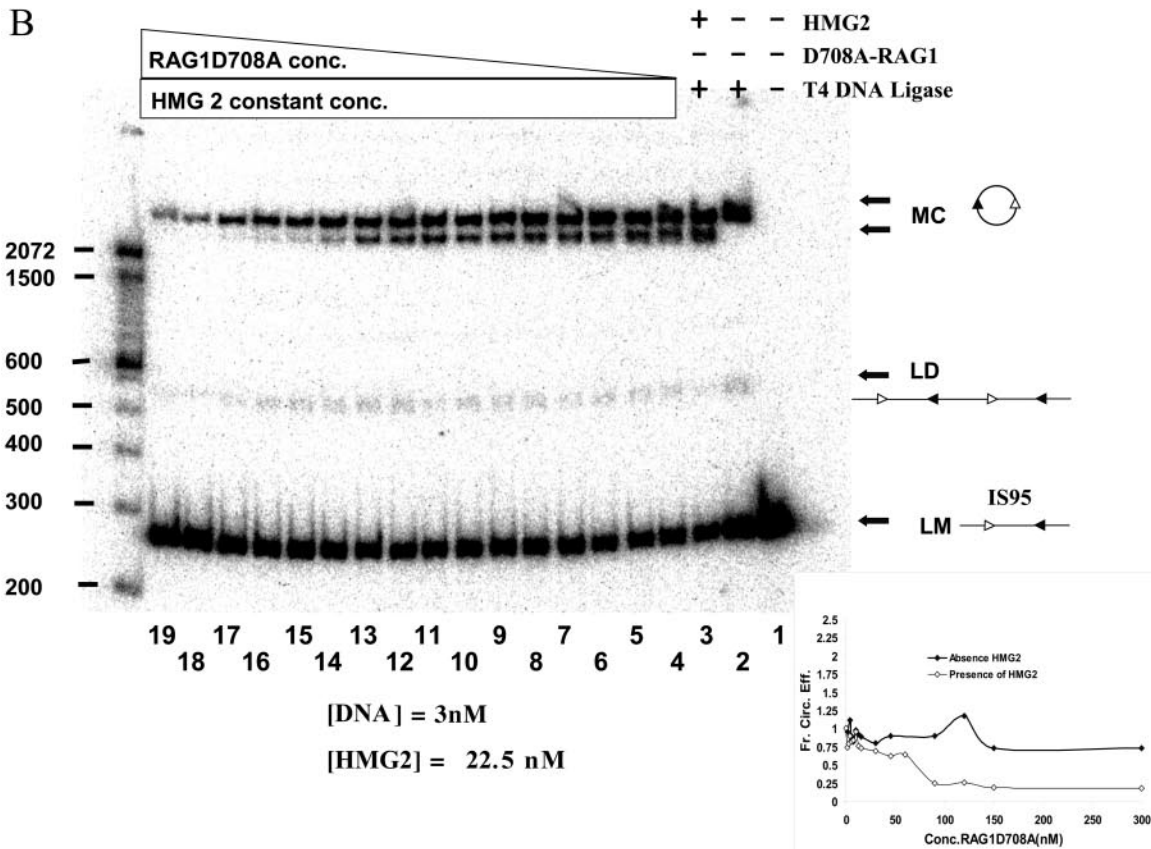 B
+ - - HMG2
- - - D708A-RAG1
+ + - T4 DNA Ligase
RAG1D708A conc.
HMG 2 constant conc.
MC
2072
1500
600
LD
500
400
300
IS95
LM
200
19 17 15 13 11 9 7 5 3 1
18 16 14 12 10 8 6 4 2
[DNA] = 3nM
[HMG2] = 22.5 nM
Fr. Circ. Eff.
2.5
2.25
2
1.75
1.5
1.25
1
0.75
0.5
0.25
0
Absence HMG2
Presence of HMG2
0 50 100 150 200 250 300
Conc.RAG1D708A(nM)